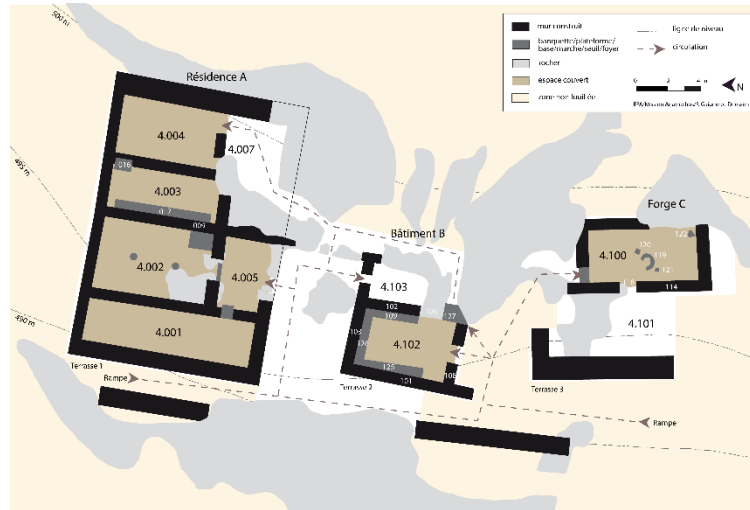 500 m
495 m
490 m
mur construit
banquette/plateforme/
base/marche/seuil/foyer
rocher
espace couvert
zone non fouillée
ligne de niveau
circulation
0 2 4 m
N
Résidence A
4.004
4.007
016
4.003
017
009
4.002
4.005
4.001
Terrasse 1
Rampe
Bâtiment B
4.103
102
109
127
103
4.102
126
125
101
108
Terrasse 2
Forge C
122
4.100
120
119
121
114
4.101
Terrasse 3
Rampe